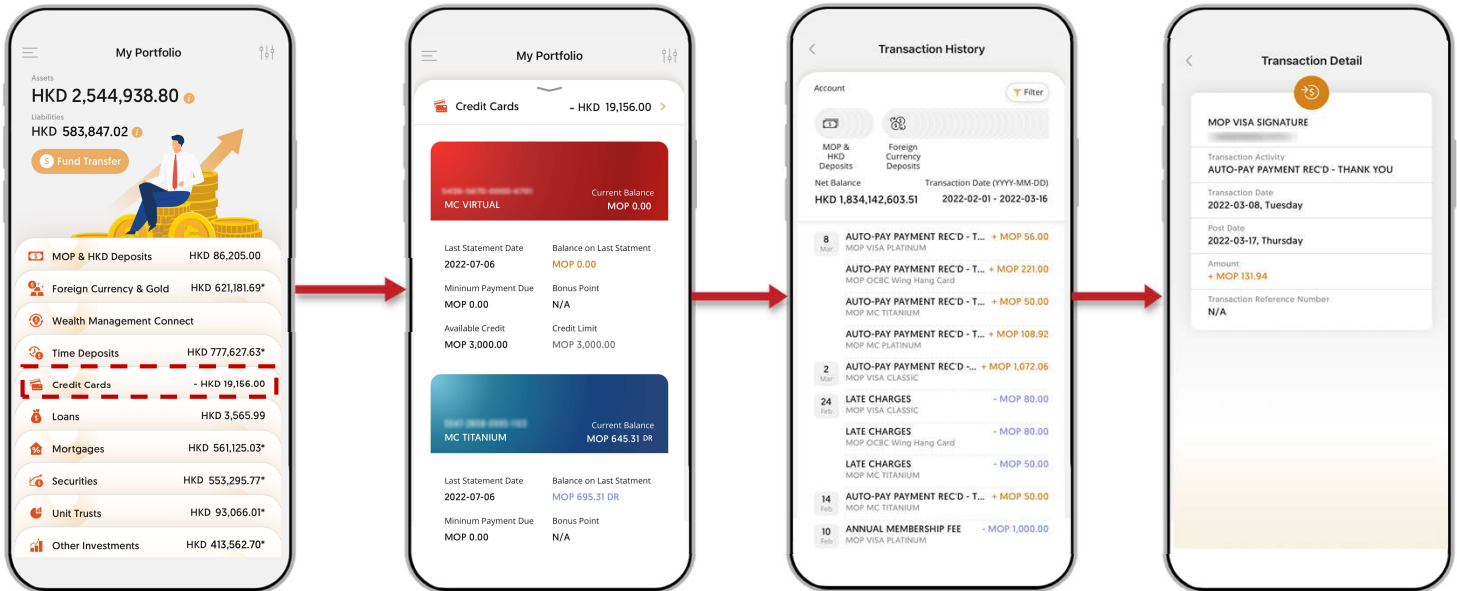 My Portfolio
Assets
HKD 2,544,938.80
Liabilities
HKD 583,847.02
Fund Transfer
MOP & HKD Deposits HKD 86,205.00
Foreign Currency & Gold HKD 621,181.69*
Wealth Management Connect
Time Deposits HKD 777,627.63*
Credit Cards - HKD 19,156.00
Loans HKD 3,565.99
Mortgages HKD 561,125.03*
Securities HKD 553,295.77*
Unit Trusts HKD 93,066.01*
Other Investments HKD 413,562.70*
My Portfolio
Credit Cards - HKD 19,156.00 >
Current Balance
MC VIRTUAL MOP 0.00
Last Statement Date Balance on Last Statment
2022-07-06 MOP 0.00
Mininum Payment Due Bonus Point
MOP 0.00 N/A
Available Credit Credit Limit
MOP 3,000.00 MOP 3,000.00
Current Balance
MC TITANIUM MOP 645.31 DR
Last Statement Date Balance on Last Statment
2022-07-06 MOP 695.31 DR
Mininum Payment Due Bonus Point
MOP 0.00 N/A
Transaction History
Account Filter
MOP & Foreign
HKD Currency
Deposits Deposits
Net Balance Transaction Date (YYYY-MM-DD)
HKD 1,834,142,603.51 2022-02-01 - 2022-03-16
8 AUTO-PAY PAYMENT REC'D - T... + MOP 56.00
Mar MOP VISA PLATINUM
AUTO-PAY PAYMENT REC'D - T... + MOP 221.00
MOP OCBC Wing Hang Card
AUTO-PAY PAYMENT REC'D - T... + MOP 50.00
MOP MC TITANIUM
AUTO-PAY PAYMENT REC'D - T... + MOP 108.92
MOP MC PLATINUM
2 AUTO-PAY PAYMENT REC'D -... + MOP 1,072.06
Mar MOP VISA CLASSIC
24 LATE CHARGES - MOP 80.00
Feb MOP VISA CLASSIC
LATE CHARGES - MOP 80.00
MOP OCBC Wing Hang Card
LATE CHARGES - MOP 50.00
MOP MC TITANIUM
14 AUTO-PAY PAYMENT REC'D - T... + MOP 50.00
Feb MOP MC TITANIUM
10 ANNUAL MEMBERSHIP FEE - MOP 1,000.00
Feb MOP VISA PLATINUM
Transaction Detail
MOP VISA SIGNATURE
Transaction Activity
AUTO-PAY PAYMENT REC'D - THANK YOU
Transaction Date
2022-03-08, Tuesday
Post Date
2022-03-17, Thursday
Amount
+ MOP 131.94
Transaction Reference Number
N/A